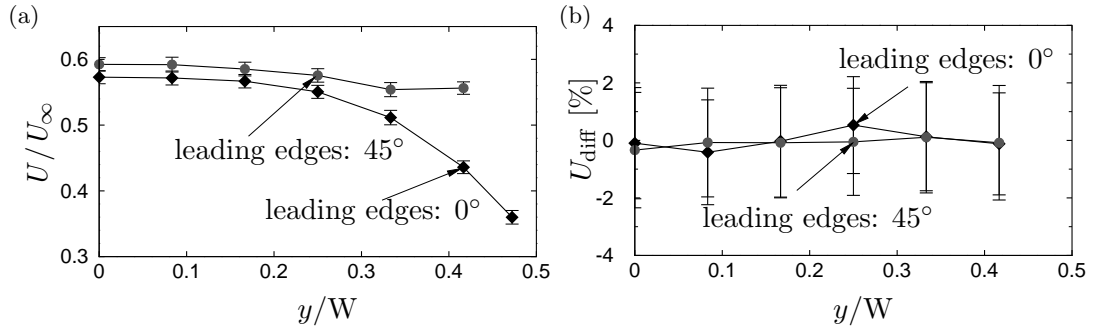 (a)
0.6
0.5
0.4
0.3
U/U∞
leading edges: 45°
leading edges: 0°
0 0.1 0.2 0.3 0.4 0.5
y/W
(b)
4
2
0
-2
-4
U_diff [%]
leading edges: 0°
leading edges: 45°
0 0.1 0.2 0.3 0.4 0.5
y/W